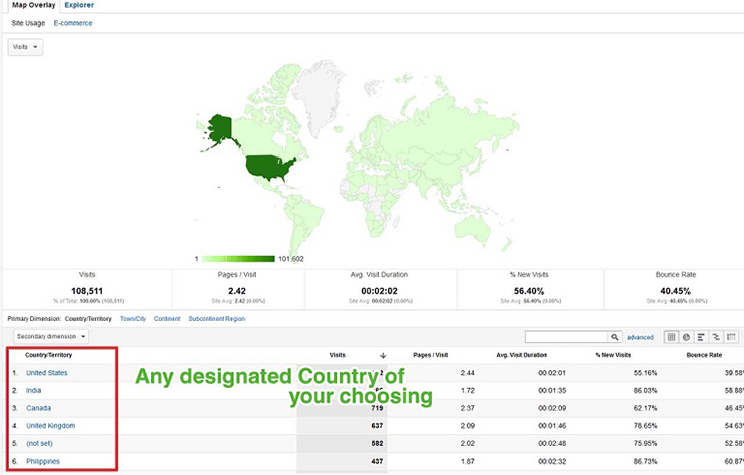 Map Overlay Explorer
Site Usage E-commerce
Visits
1 101,602
Visits Pages / Visit Avg. Visit Duration % New Visits Bounce Rate
108,511 2.42 00:02:02 56.40% 40.45%
% of Total: 100.00% (108,511) Site Avg: 2.42 (0.00%) Site Avg: 00:02:02 (0.00%) Site Avg: 56.40% (0.00%) Site Avg: 40.45% (0.00%)
Primary Dimension: Country/Territory Town/City Continent Subcontinent Region
Secondary dimension advanced
Country/Territory Visits Pages / Visit Avg. Visit Duration % New Visits Bounce Rate
1. United States 2.44 00:02:01 55.16% 39.58%
Any designated Country of
your choosing
2. India 1.72 00:01:35 86.03% 58.88%
3. Canada 719 2.37 00:02:09 62.17% 46.45%
4. United Kingdom 637 2.09 00:01:46 78.65% 54.63%
5. (not set) 582 2.02 00:02:48 75.95% 52.58%
6. Philippines 437 1.87 00:02:32 86.73% 60.87%